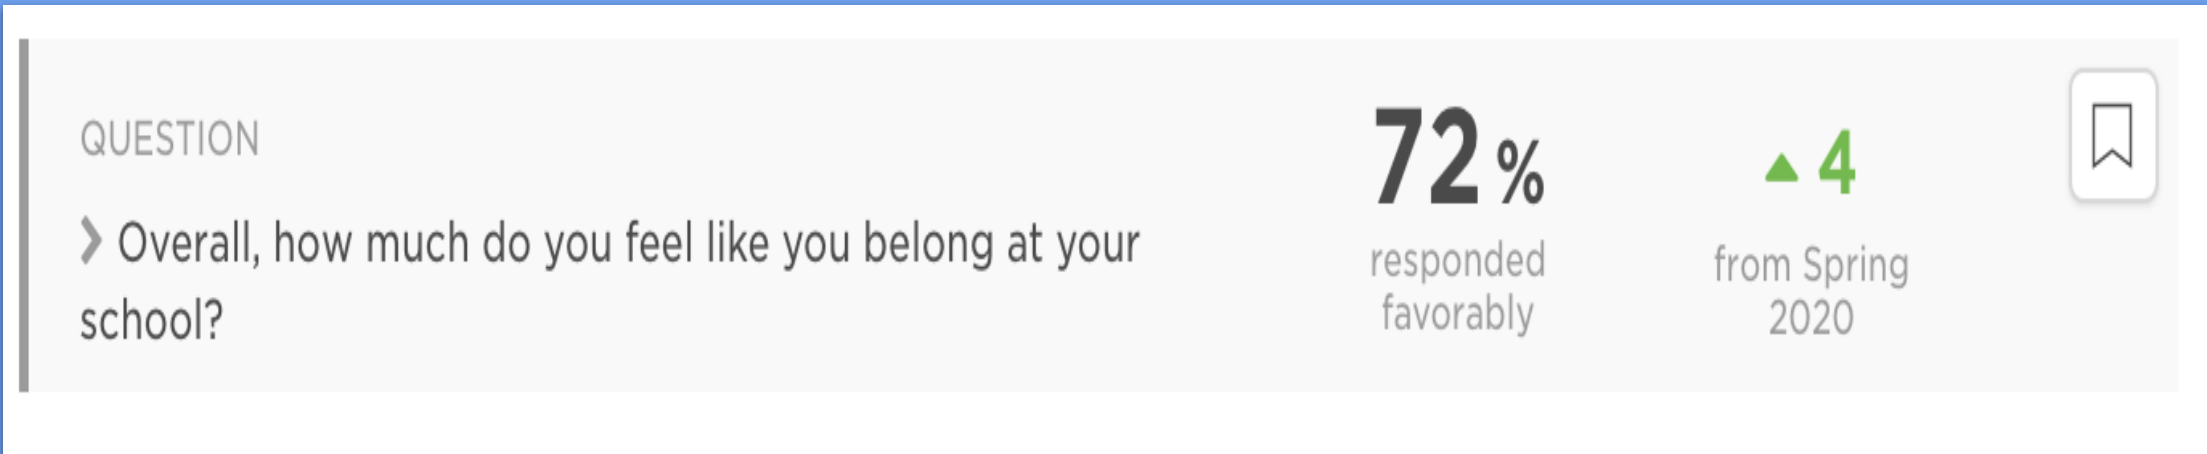 QUESTION
Overall, how much do you feel like you belong at your
school?
72 %
responded
favorably
4
from Spring
2020